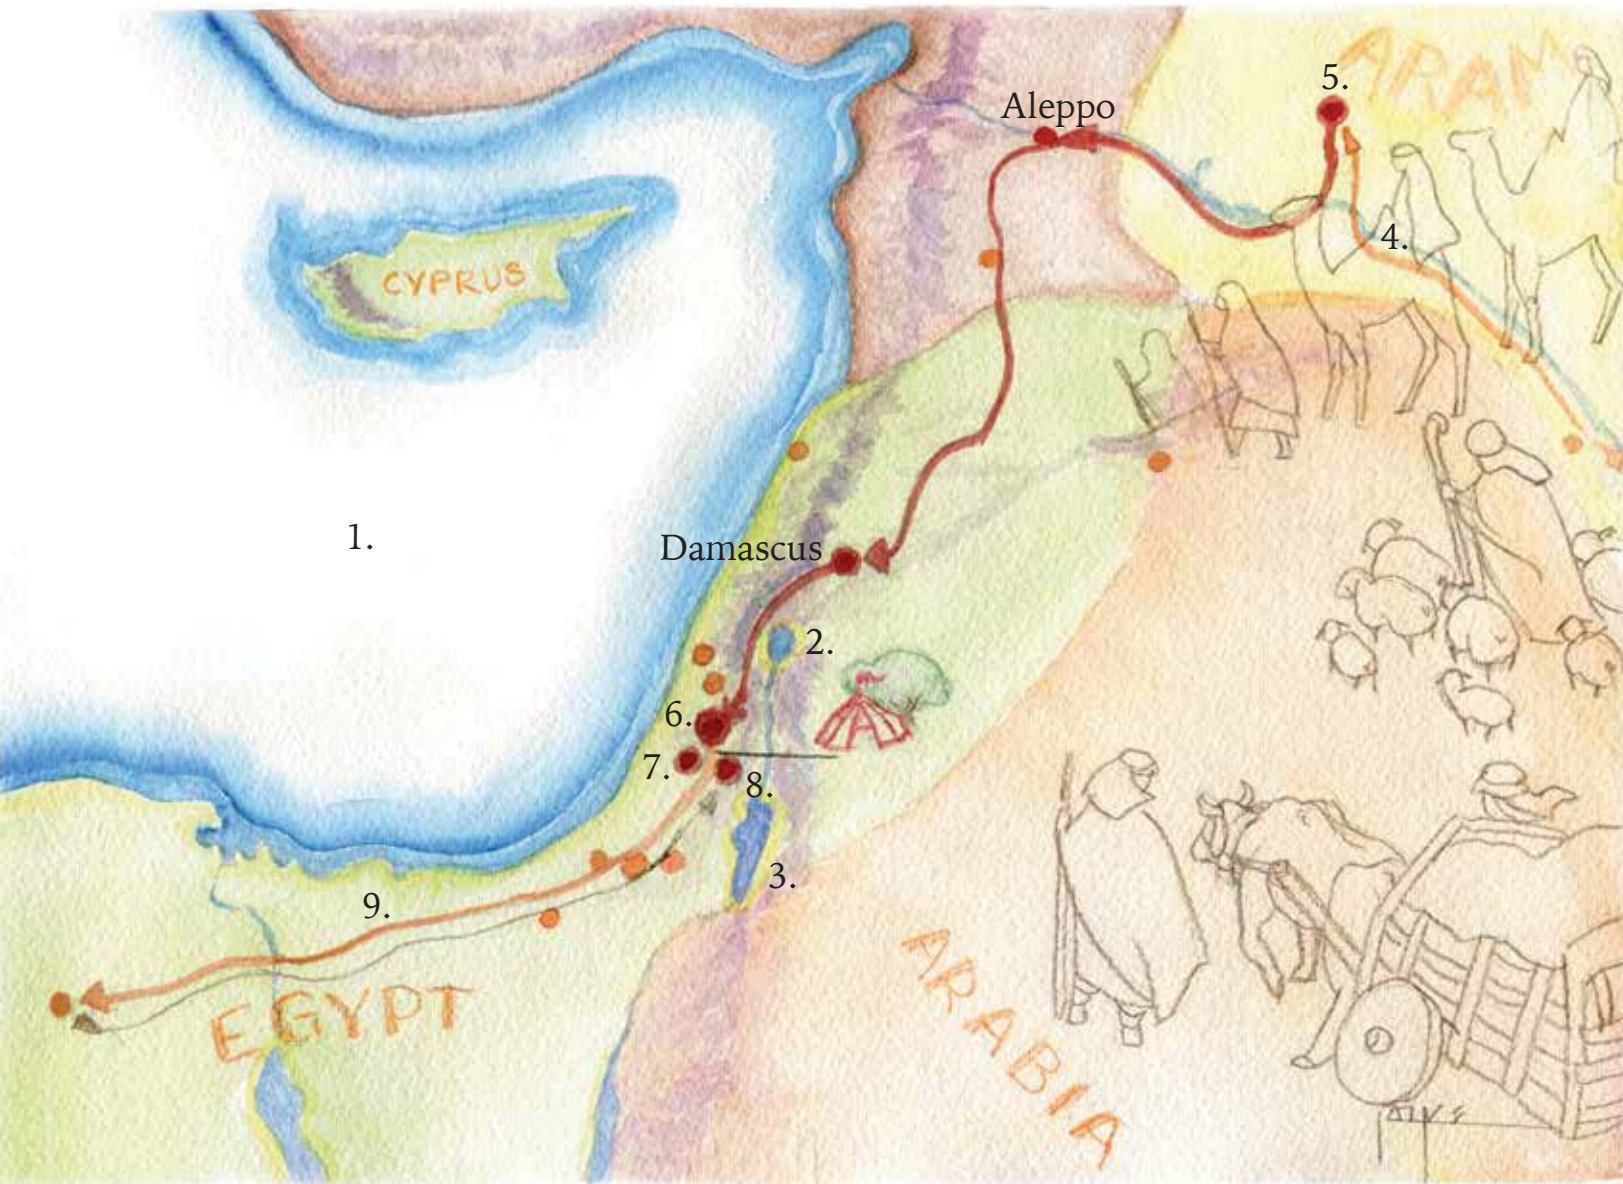 ARAM
5.
Aleppo
4.
CYPRUS
1.
Damascus
2.
6.
7.
8.
3.
9.
EGYPT
ARABIA